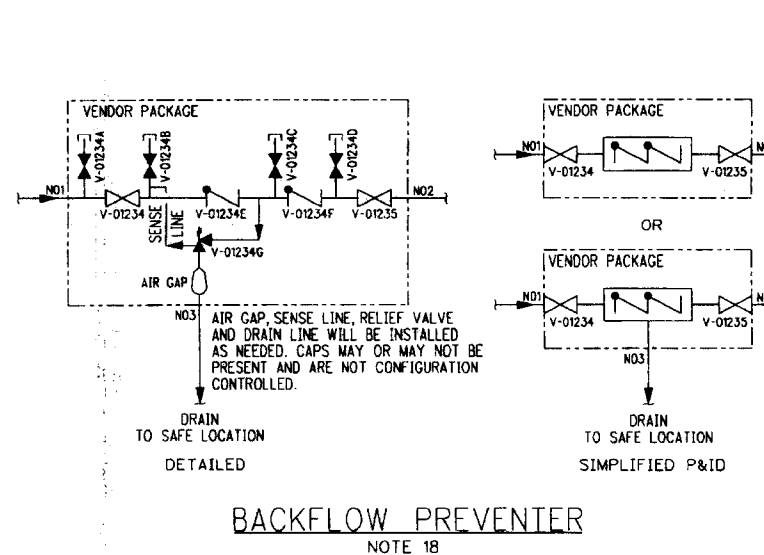 VENDOR PACKAGE
V-01234A
V-01234B
V-01234C
V-01234D
N01
V-01234
V-01234E
V-01234F
V-01235
N02
SENSE
LINE
V-01234G
AIR GAP
N03
AIR GAP, SENSE LINE, RELIEF VALVE
AND DRAIN LINE WILL BE INSTALLED
AS NEEDED. CAPS MAY OR MAY NOT BE
PRESENT AND ARE NOT CONFIGURATION
CONTROLLED.
DRAIN
TO SAFE LOCATION
DETAILED
VENDOR PACKAGE
N01
V-01234
V-01235
OR
VENDOR PACKAGE
N01
V-01234
V-01235
N03
DRAIN
TO SAFE LOCATION
SIMPLIFIED P&ID
BACKFLOW PREVENTER
NOTE 18